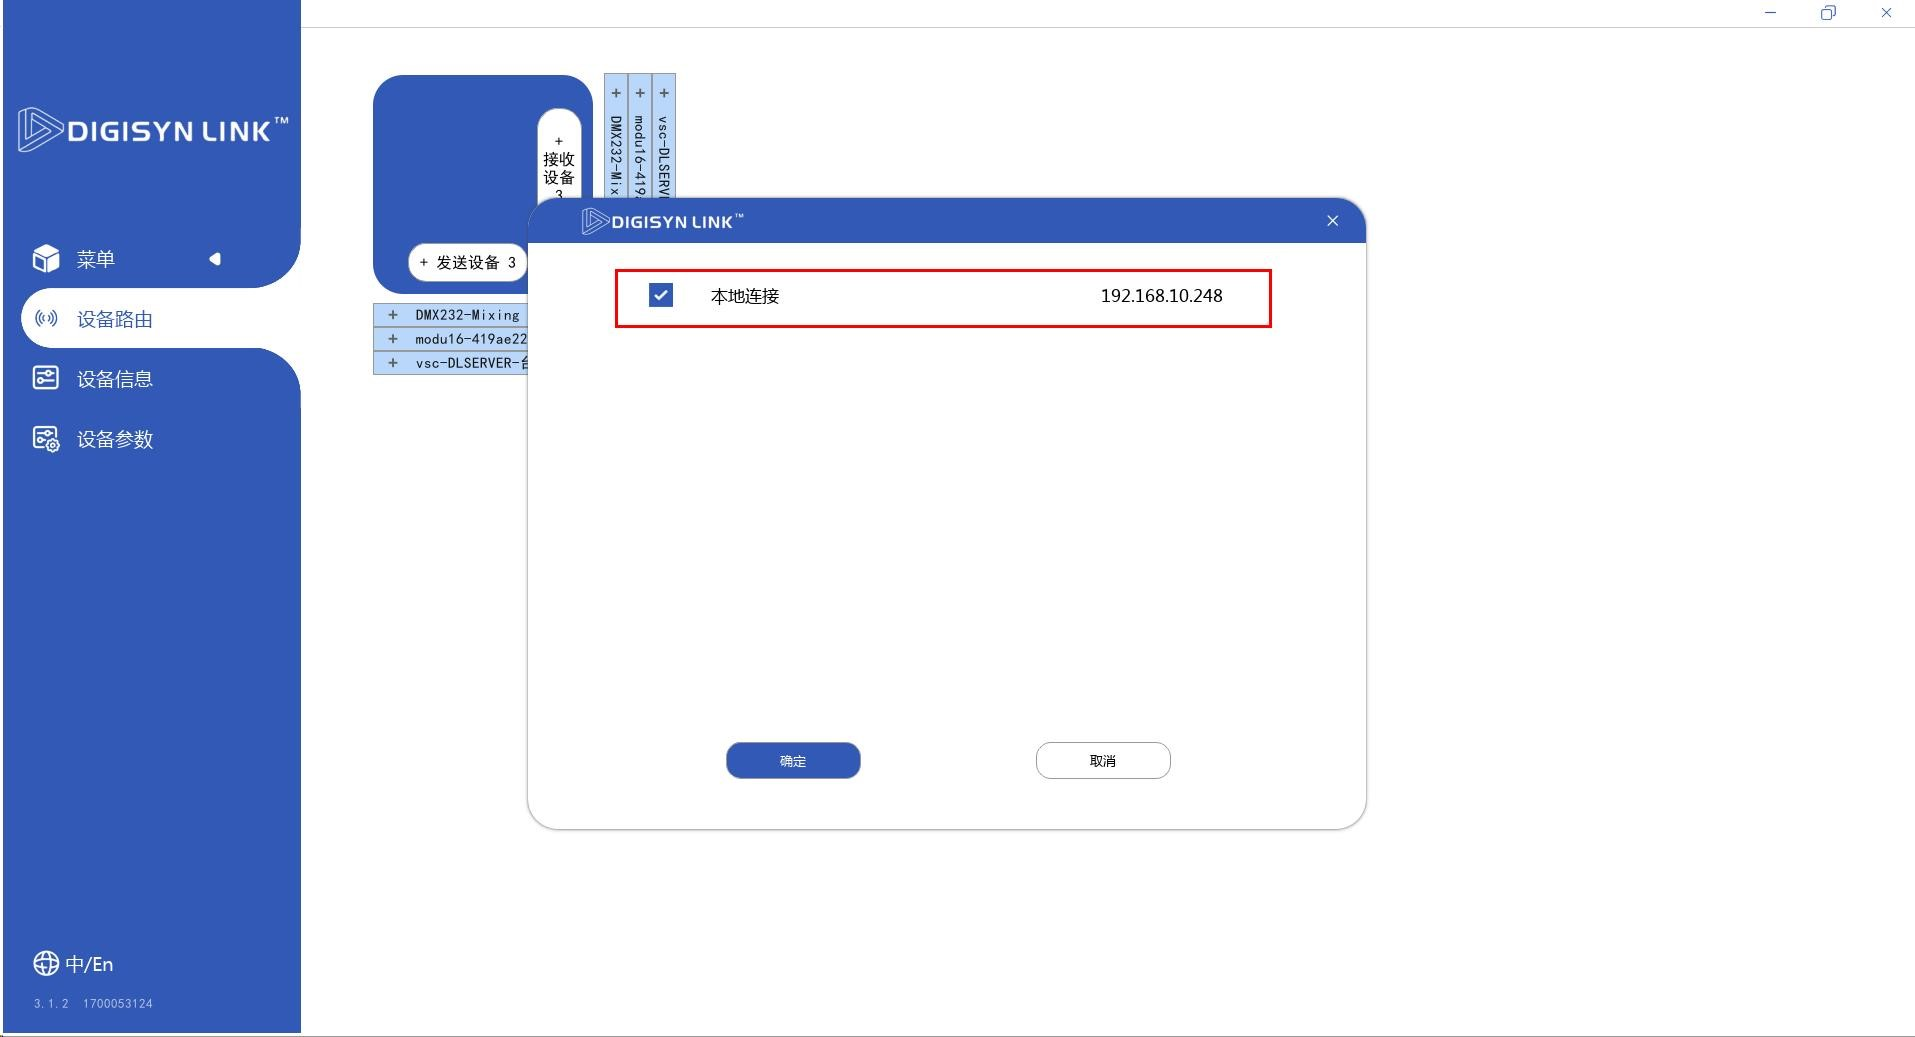 DIGISYN LINK™
菜单
设备路由
设备信息
设备参数
中/En
3.1.2 1700053124
+
接收
设备
3
+ 发送设备 3
+ DMX232-Mix
+ modu16-419
+ vsc-DLSERV
+ DMX232-Mixing
+ modu16-419ae22
+ vsc-DLSERVER-台
DIGISYN LINK™
本地连接 192.168.10.248
确定 取消